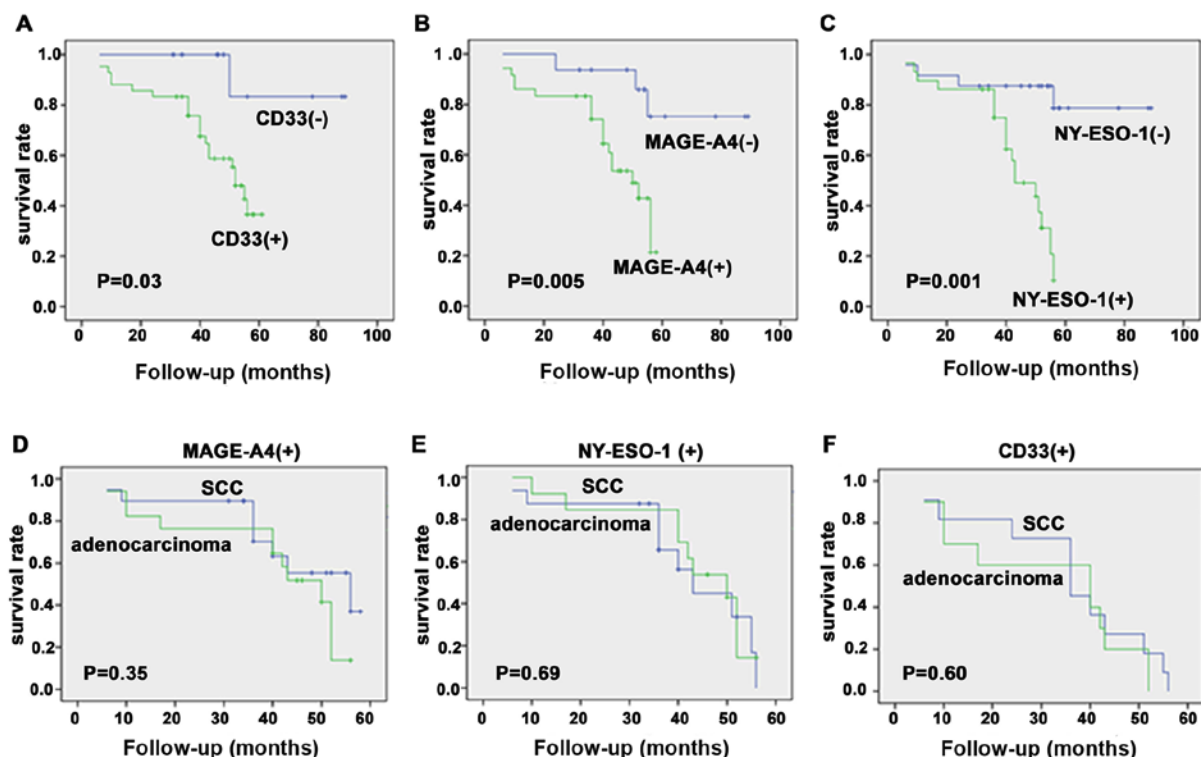 A
survival rate
1.0
0.8
0.6
0.4
0.2
0.0
CD33(-)
CD33(+)
P=0.03
0 20 40 60 80 100
Follow-up (months)
B
survival rate
1.0
0.8
0.6
0.4
0.2
0.0
MAGE-A4(-)
MAGE-A4(+)
P=0.005
0 20 40 60 80 100
Follow-up (months)
C
survival rate
1.0
0.8
0.6
0.4
0.2
0.0
NY-ESO-1(-)
P=0.001
NY-ESO-1(+)
0 20 40 60 80 100
Follow-up (months)
D
MAGE-A4(+)
survival rate
1.0
0.8
0.6
0.4
0.2
0.0
SCC
adenocarcinoma
P=0.35
0 10 20 30 40 50 60
Follow-up (months)
E
NY-ESO-1 (+)
survival rate
1.0
0.8
0.6
0.4
0.2
0.0
SCC
adenocarcinoma
P=0.69
0 10 20 30 40 50 60
Follow-up (months)
F
CD33(+)
survival rate
1.0
0.8
0.6
0.4
0.2
0.0
SCC
adenocarcinoma
P=0.60
0 10 20 30 40 50 60
Follow-up (months)